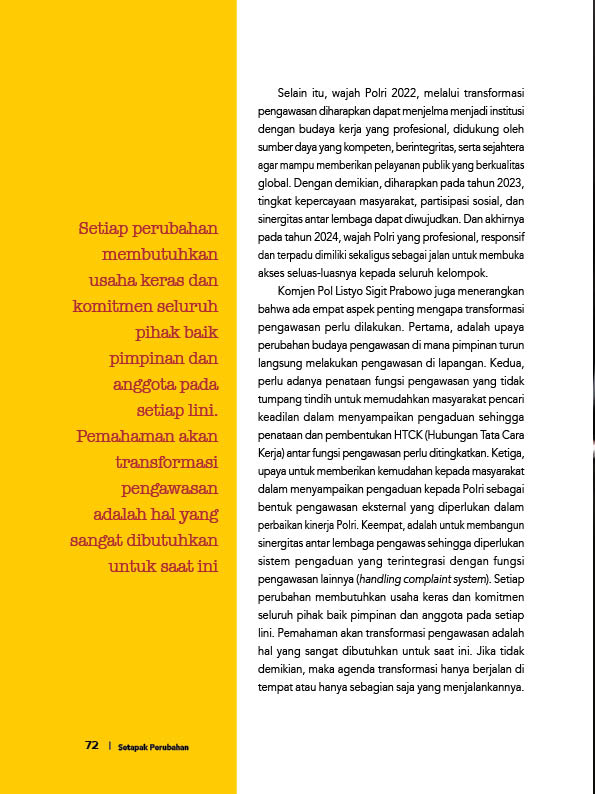 Setiap perubahan
membutuhkan
usaha keras dan
komitmen seluruh
pihak baik
pimpinan dan
anggota pada
setiap lini.
Pemahaman akan
transformasi
pengawasan
adalah hal yang
sangat dibutuhkan
untuk saat ini
Selain itu, wajah Polri 2022, melalui transformasi
pengawasan diharapkan dapat menjelma menjadi institusi
dengan budaya kerja yang profesional, didukung oleh
sumber daya yang kompeten, berintegritas, serta sejahtera
agar mampu memberikan pelayanan publik yang berkualitas
global. Dengan demikian, diharapkan pada tahun 2023,
tingkat kepercayaan masyarakat, partisipasi sosial, dan
sinergitas antar lembaga dapat diwujudkan. Dan akhirnya
pada tahun 2024, wajah Polri yang profesional, responsif
dan terpadu dimiliki sekaligus sebagai jalan untuk membuka
akses seluas-luasnya kepada seluruh kelompok.
Komjen Pol Listyo Sigit Prabowo juga menerangkan
bahwa ada empat aspek penting mengapa transformasi
pengawasan perlu dilakukan. Pertama, adalah upaya
perubahan budaya pengawasan di mana pimpinan turun
langsung melakukan pengawasan di lapangan. Kedua,
perlu adanya penataan fungsi pengawasan yang tidak
tumpang tindih untuk memudahkan masyarakat pencari
keadilan dalam menyampaikan pengaduan sehingga
penataan dan pembentukan HTCK (Hubungan Tata Cara
Kerja) antar fungsi pengawasan perlu ditingkatkan. Ketiga,
upaya untuk memberikan kemudahan kepada masyarakat
dalam menyampaikan pengaduan kepada Polri sebagai
bentuk pengawasan eksternal yang diperlukan dalam
perbaikan kinerja Polri. Keempat, adalah untuk membangun
sinergitas antar lembaga pengawas sehingga diperlukan
sistem pengaduan yang terintegrasi dengan fungsi
pengawasan lainnya (handling complaint system). Setiap
perubahan membutuhkan usaha keras dan komitmen
seluruh pihak baik pimpinan dan anggota pada setiap
lini. Pemahaman akan transformasi pengawasan adalah
hal yang sangat dibutuhkan untuk saat ini. Jika tidak
demikian, maka agenda transformasi hanya berjalan di
tempat atau hanya sebagian saja yang menjalankannya.
72 | Setapak Perubahan